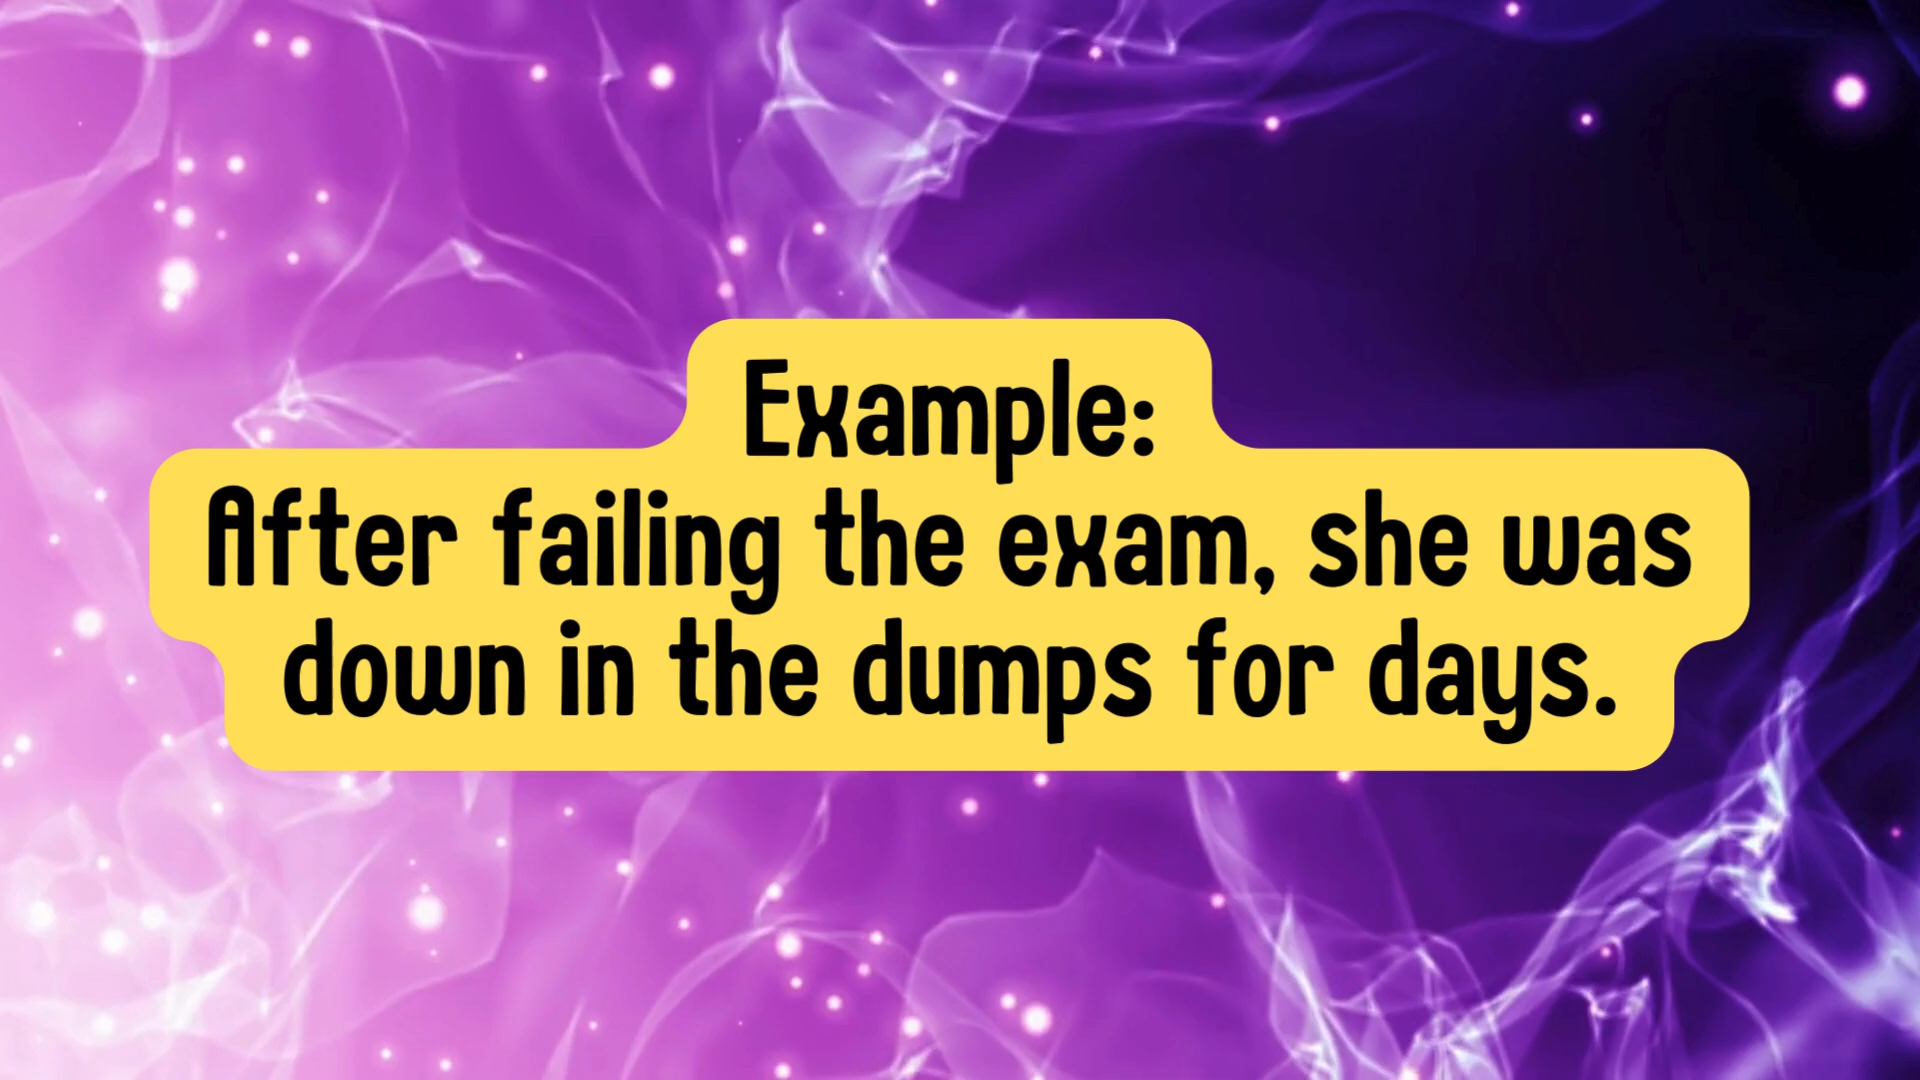 Example:
After failing the exam, she was
down in the dumps for days.